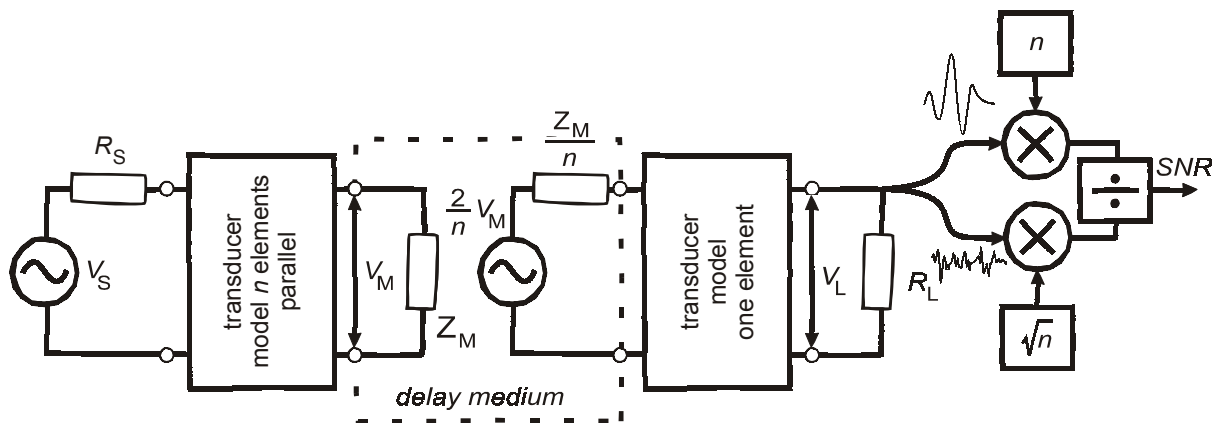 R_S
V_S
transducer
model n elements
parallel
V_M
Z_M
delay medium
2/n V_M
Z_M/n
transducer
model
one element
V_L
R_L
n
√n
SNR